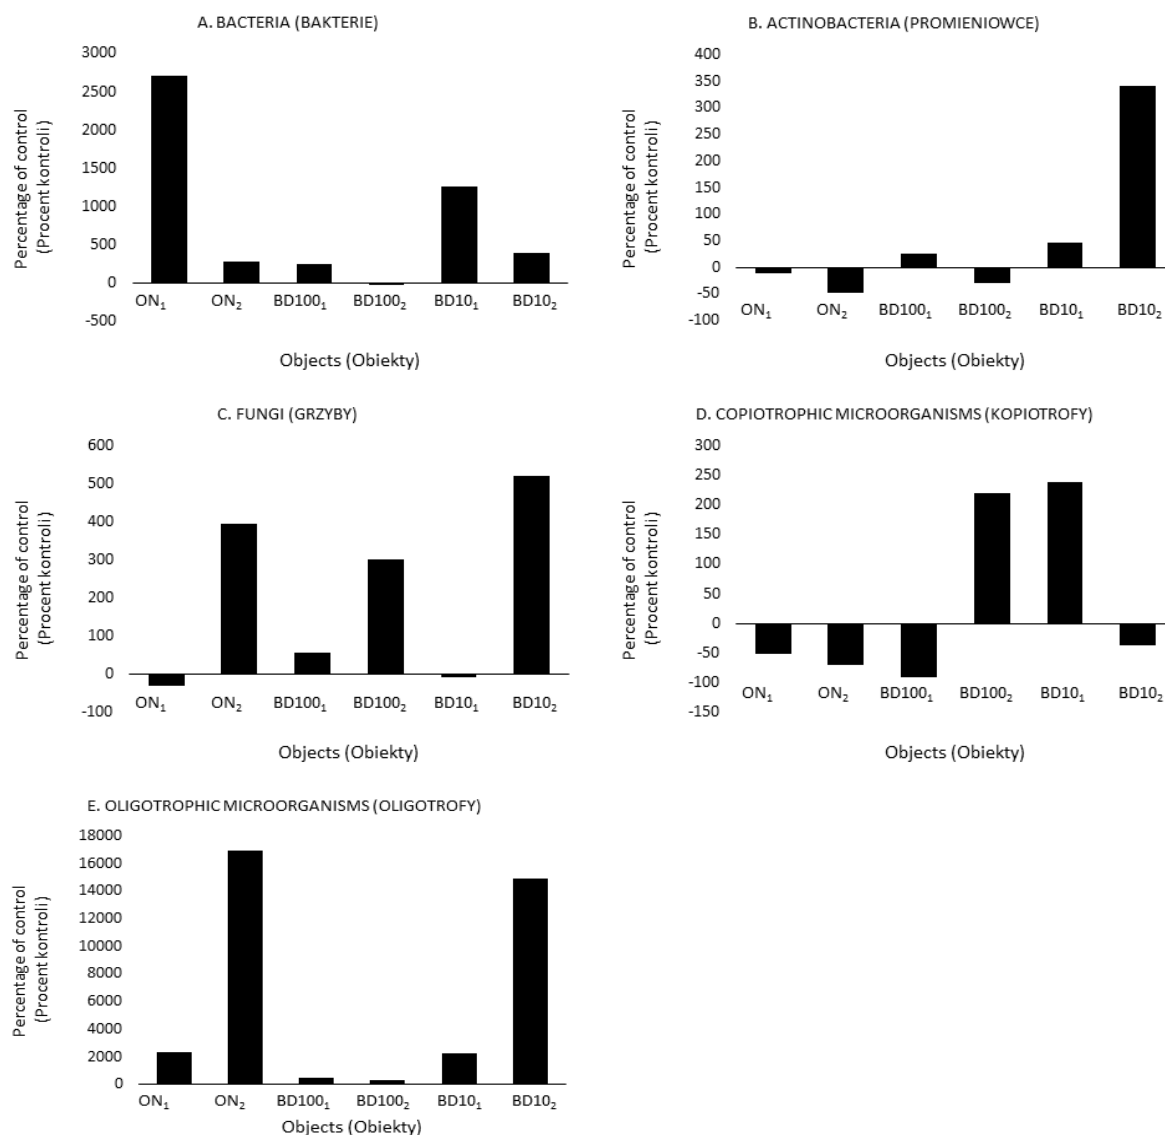 A. BACTERIA (BAKTERIE)
Percentage of control
(Procent kontroli)
3000
2500
2000
1500
1000
500
0
-500
ON₁ ON₂ BD100₁ BD100₂ BD10₁ BD10₂
Objects (Obiekty)
B. ACTINOBACTERIA (PROMIENIOWCE)
Percentage of control
(Procent kontroli)
400
350
300
250
200
150
100
50
0
-50
-100
ON₁ ON₂ BD100₁ BD100₂ BD10₁ BD10₂
Objects (Obiekty)
C. FUNGI (GRZYBY)
Percentage of control
(Procent kontroli)
600
500
400
300
200
100
0
-100
ON₁ ON₂ BD100₁ BD100₂ BD10₁ BD10₂
Objects (Obiekty)
D. COPIOTROPHIC MICROORGANISMS (KOPIOTROFY)
Percentage of control
(Procent kontroli)
300
250
200
150
100
50
0
-50
-100
-150
ON₁ ON₂ BD100₁ BD100₂ BD10₁ BD10₂
Objects (Obiekty)
E. OLIGOTROPHIC MICROORGANISMS (OLIGOTROFY)
Percentage of control
(Procent kontroli)
18000
16000
14000
12000
10000
8000
6000
4000
2000
0
ON₁ ON₂ BD100₁ BD100₂ BD10₁ BD10₂
Objects (Obiekty)